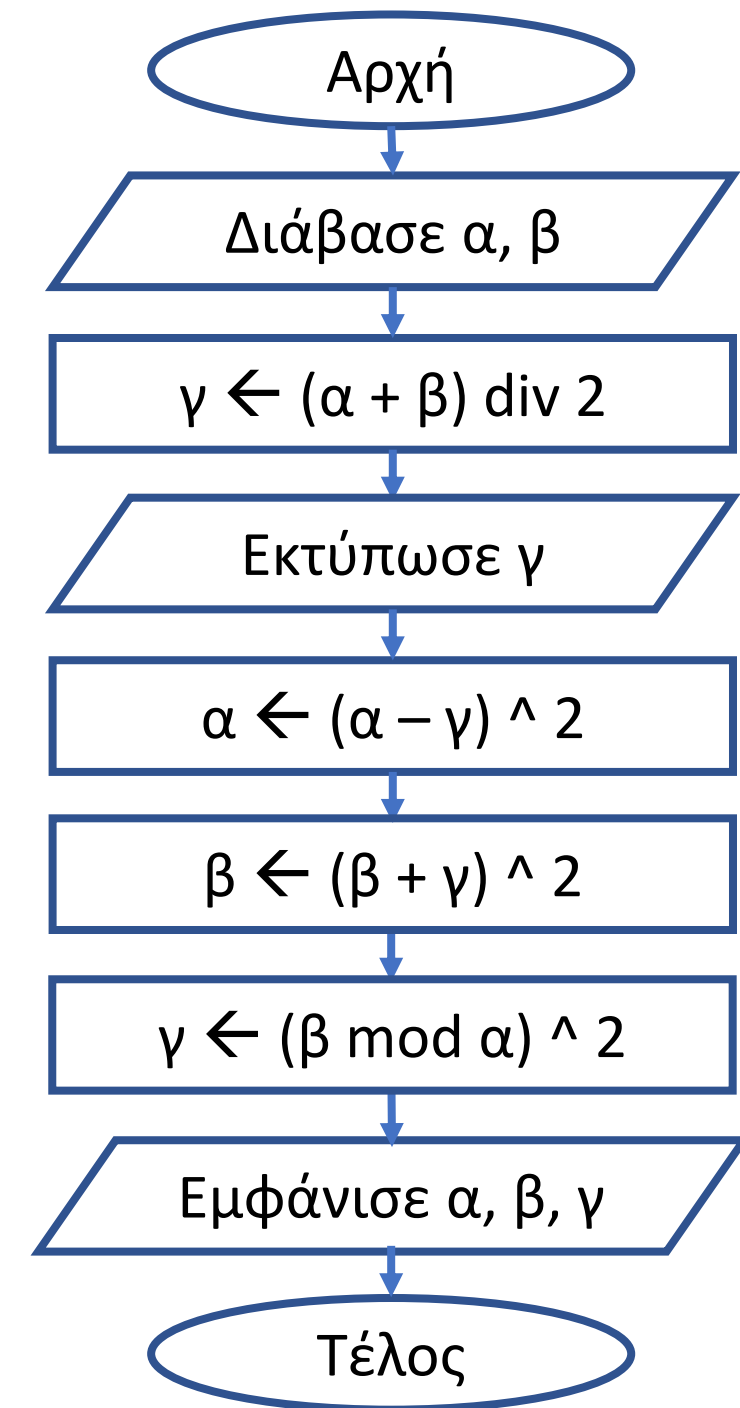 Αρχή
Διάβασε α, β
γ ← (α + β) div 2
Εκτύπωσε γ
α ← (α – γ) ^ 2
β ← (β + γ) ^ 2
γ ← (β mod α) ^ 2
Εμφάνισε α, β, γ
Τέλος